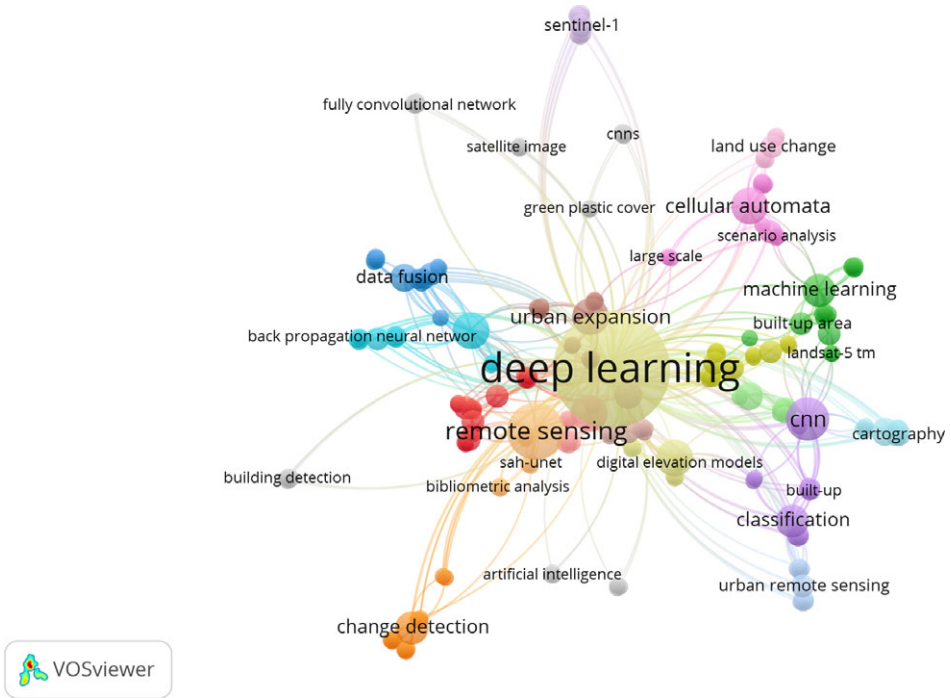 sentinel-1
fully convolutional network
cnns
satellite image
land use change
green plastic cover
cellular automata
scenario analysis
large scale
data fusion
machine learning
urban expansion
built-up area
back propagation neural networ
landsat-5 tm
deep learning
cnn
remote sensing
cartography
sah-unet
digital elevation models
building detection
bibliometric analysis
built-up
classification
artificial intelligence
urban remote sensing
change detection
VOSviewer